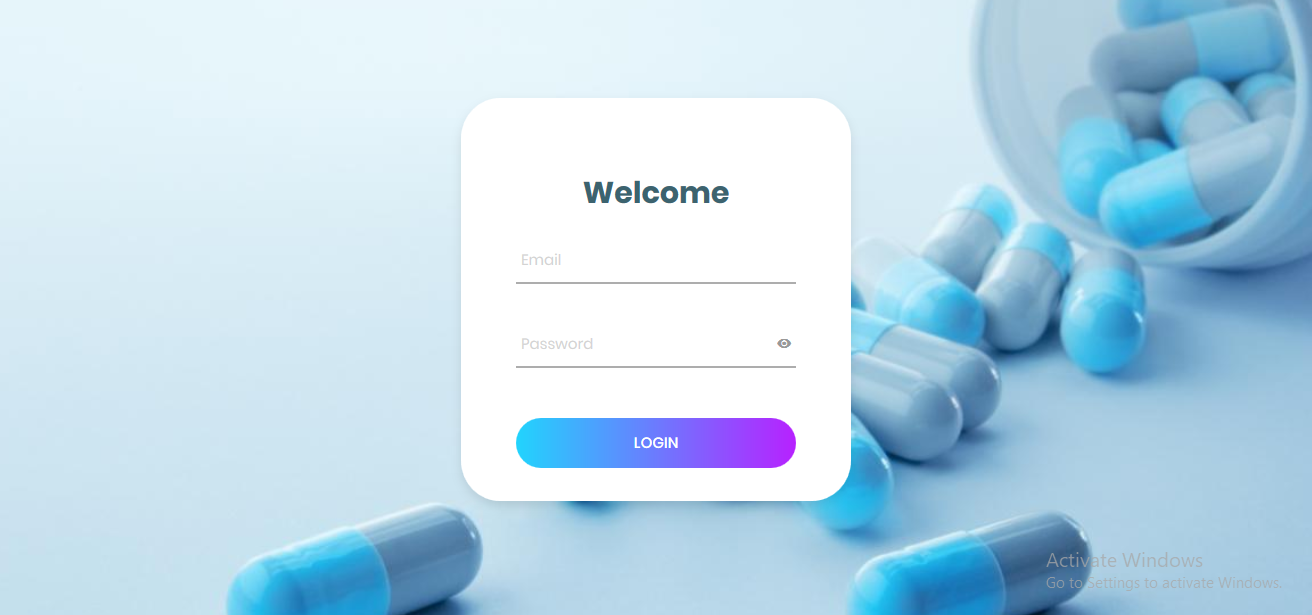 Welcome
Email
Password
LOGIN
Activate Windows
Go to Settings to activate Windows.